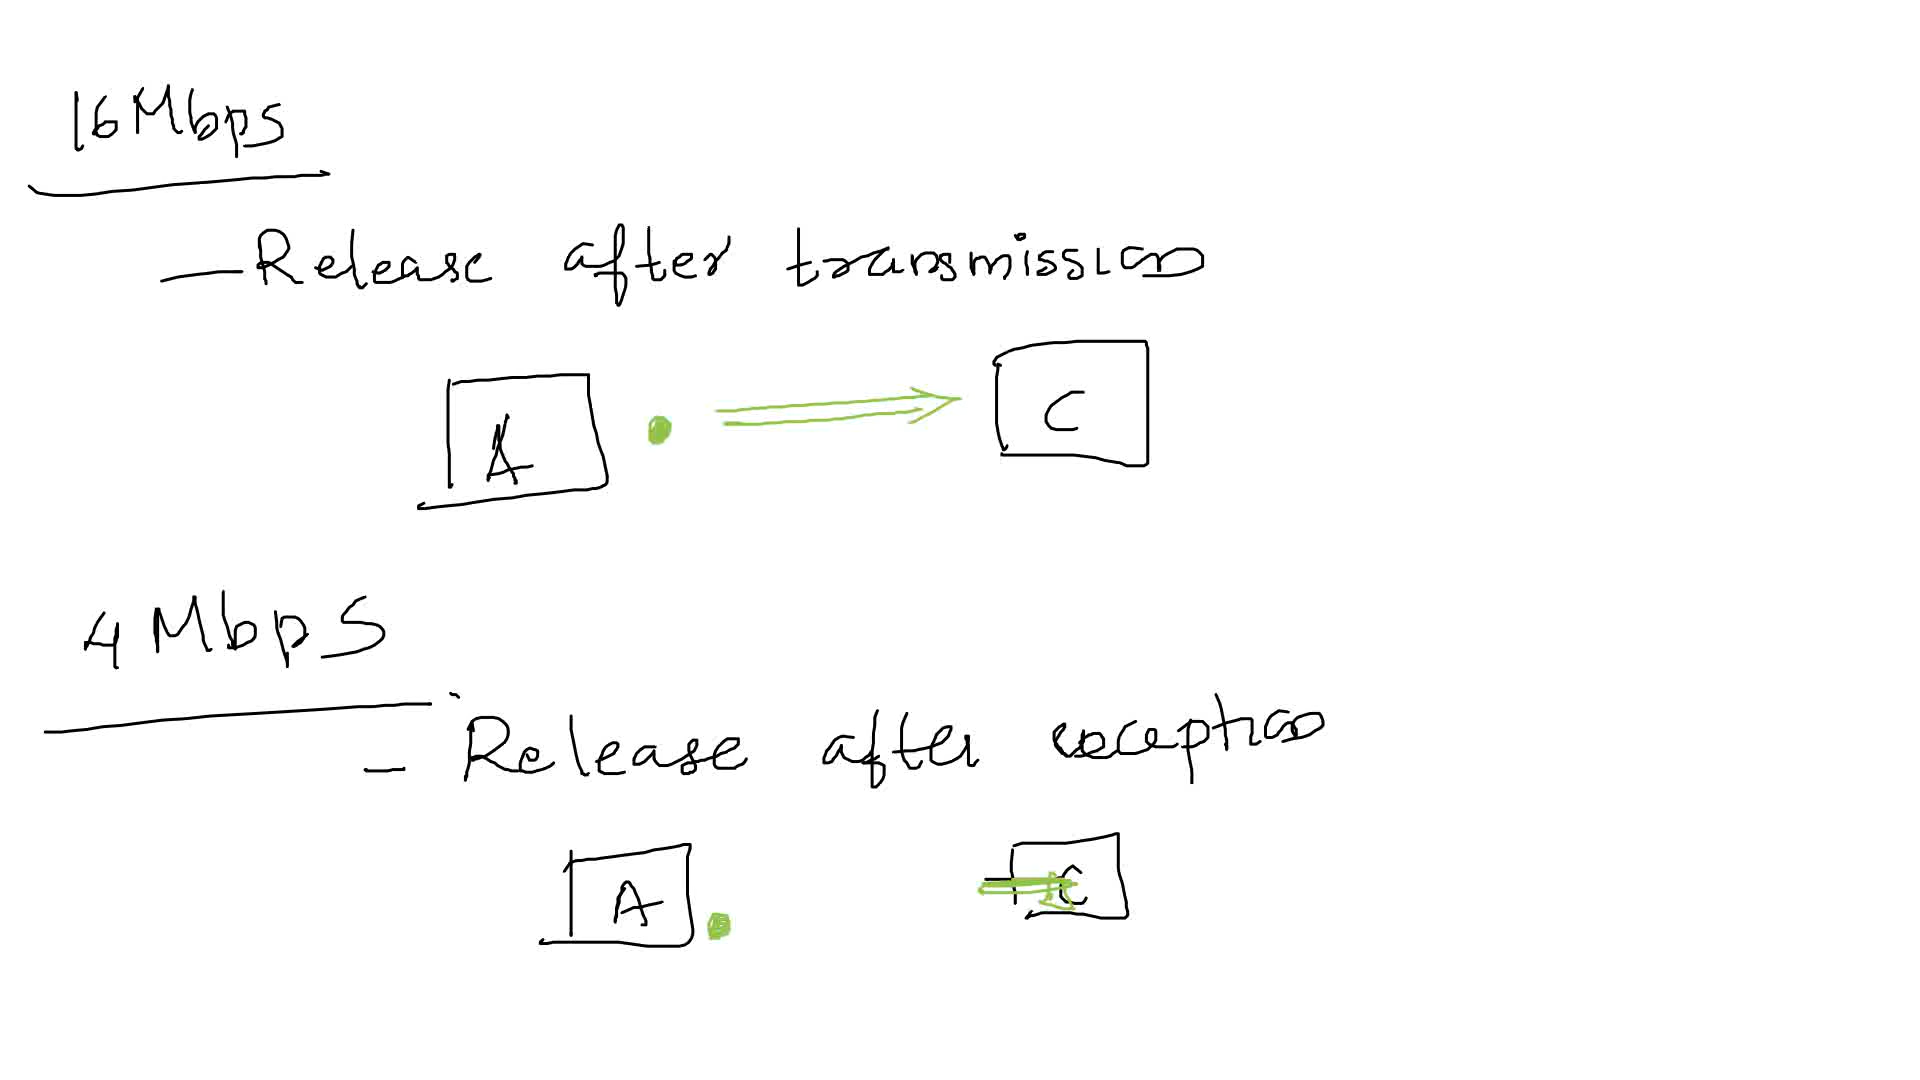 16Mbps
- Release after transmission
A
C
4 Mbps
- Release after reception
A
C